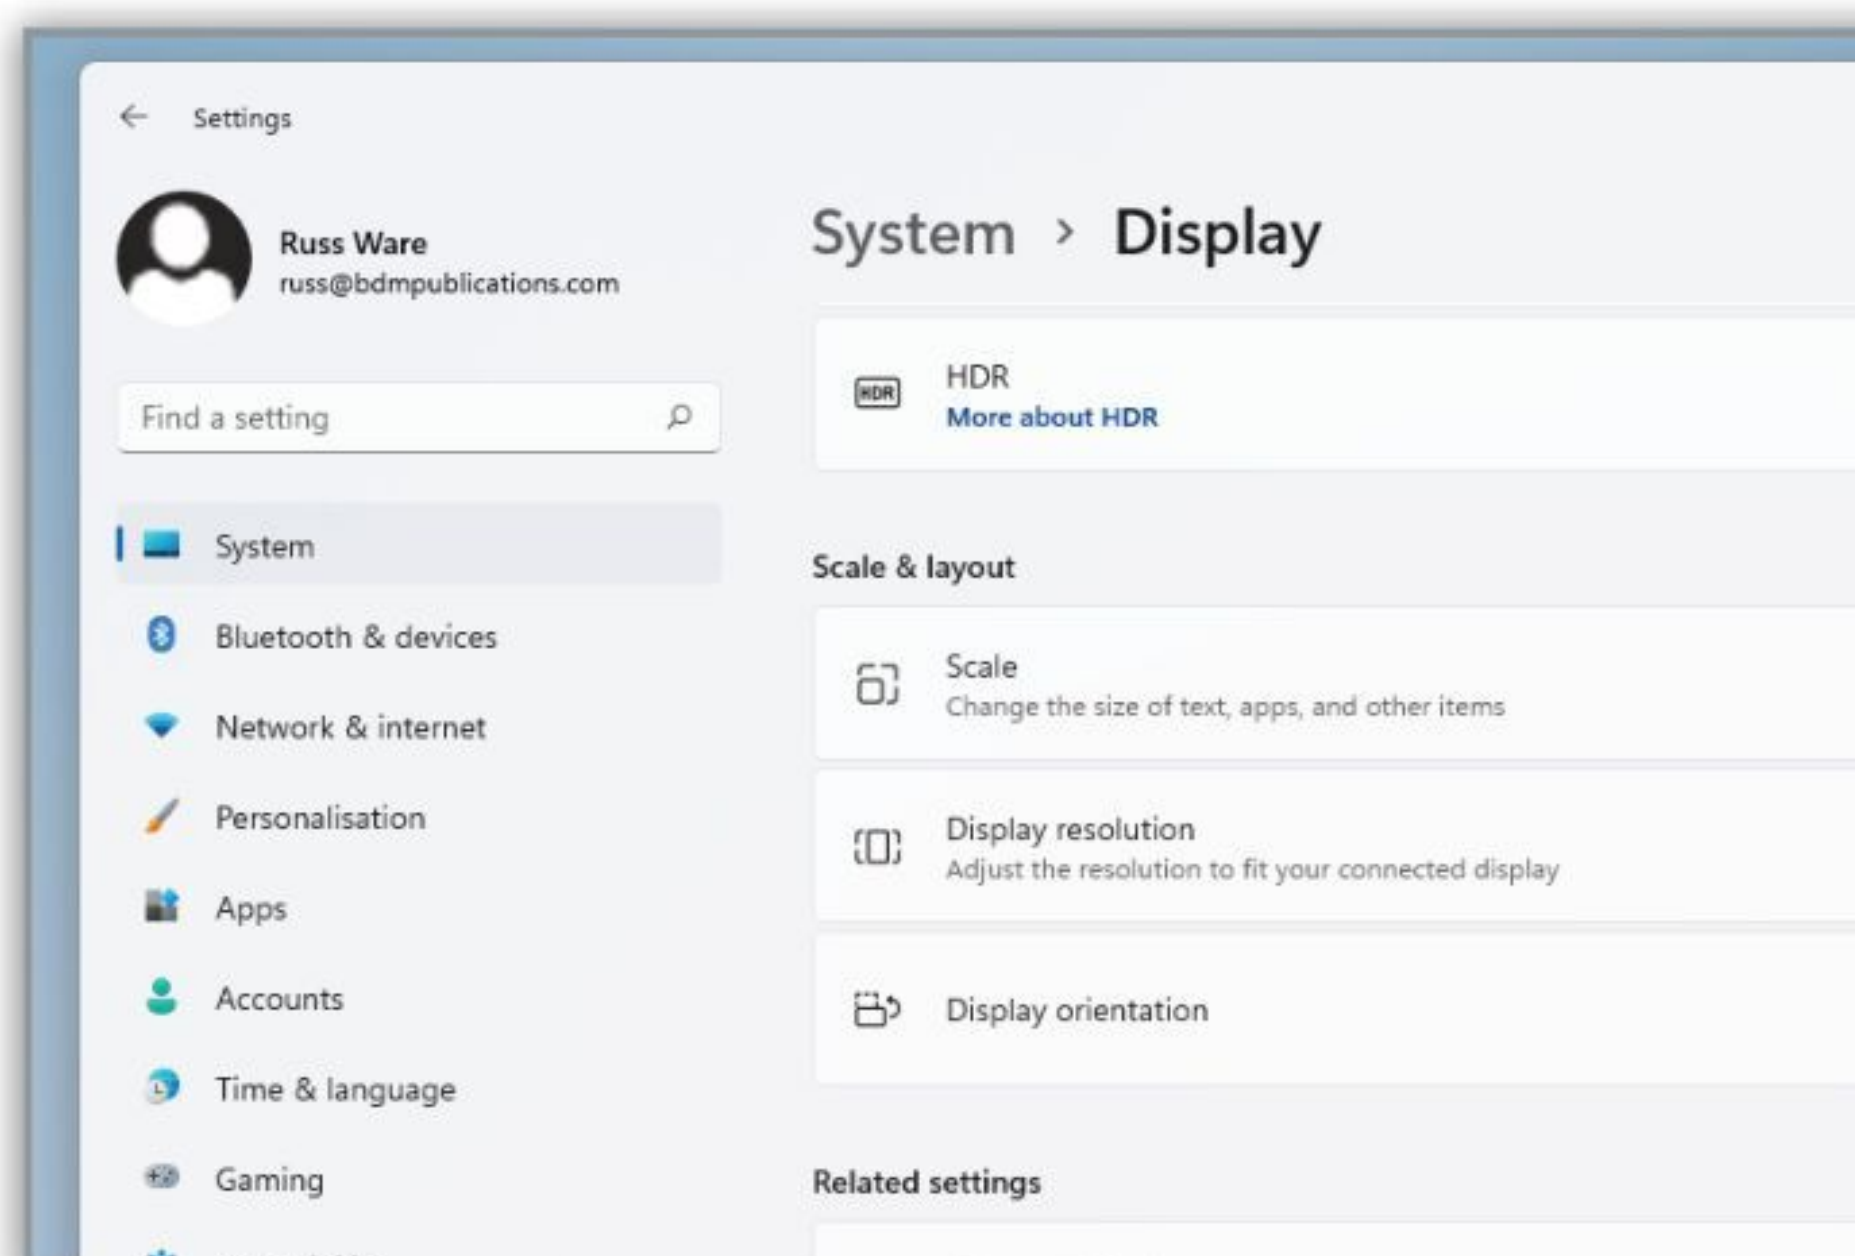 Settings
Russ Ware
russ@bdmpublications.com
Find a setting
System
Bluetooth & devices
Network & internet
Personalisation
Apps
Accounts
Time & language
Gaming
System > Display
HDR
HDR
More about HDR
Scale & layout
Scale
Change the size of text, apps, and other items
Display resolution
Adjust the resolution to fit your connected display
Display orientation
Related settings